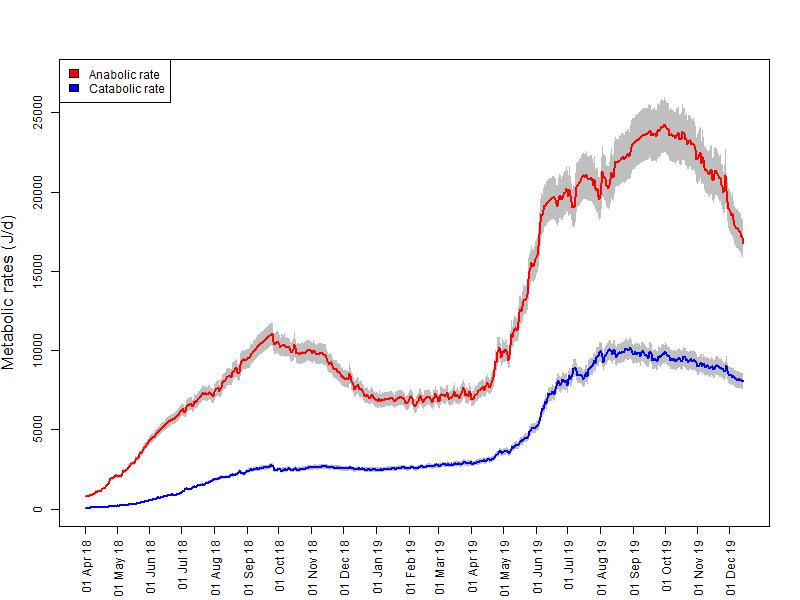 Anabolic rate
Catabolic rate
Metabolic rates (J/d)
25000
20000
15000
10000
5000
0
01 Apr 18
01 May 18
01 Jun 18
01 Jul 18
01 Aug 18
01 Sep 18
01 Oct 18
01 Nov 18
01 Dec 18
01 Jan 19
01 Feb 19
01 Mar 19
01 Apr 19
01 May 19
01 Jun 19
01 Jul 19
01 Aug 19
01 Sep 19
01 Oct 19
01 Nov 19
01 Dec 19